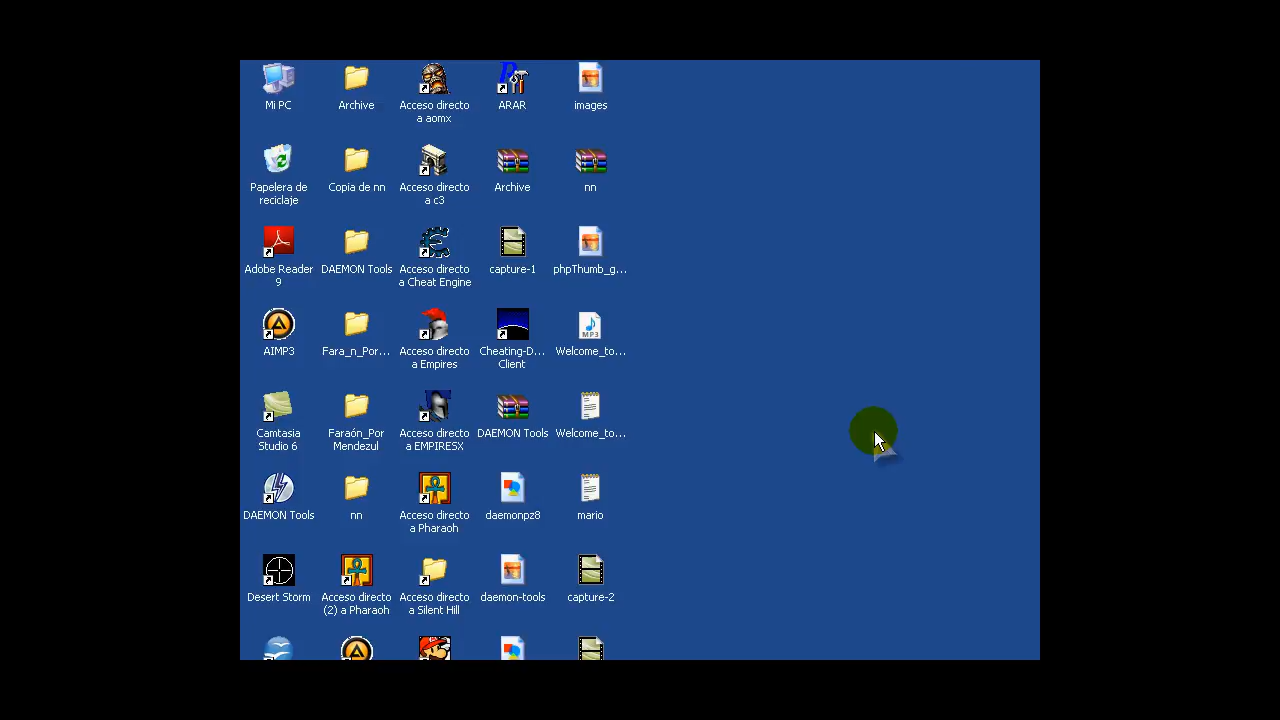 Mi PC
Archive
Acceso directo
a aomx
ARAR
images
Papelera de
reciclaje
Copia de nn
Acceso directo
a c3
Archive
nn
Adobe Reader
9
DAEMON Tools
Acceso directo
a Cheat Engine
capture-1
phpThumb_g...
AIMP3
Fara_n_Por...
Acceso directo
a Empires
Cheating-D...
Client
Welcome_to...
Camtasia
Studio 6
Faraón_Por
Mendezul
Acceso directo
a EMPIRESX
DAEMON Tools
Welcome_to...
DAEMON Tools
nn
Acceso directo
a Pharaoh
daemonpz8
mario
Desert Storm
Acceso directo
(2) a Pharaoh
Acceso directo
a Silent Hill
daemon-tools
capture-2
MP3